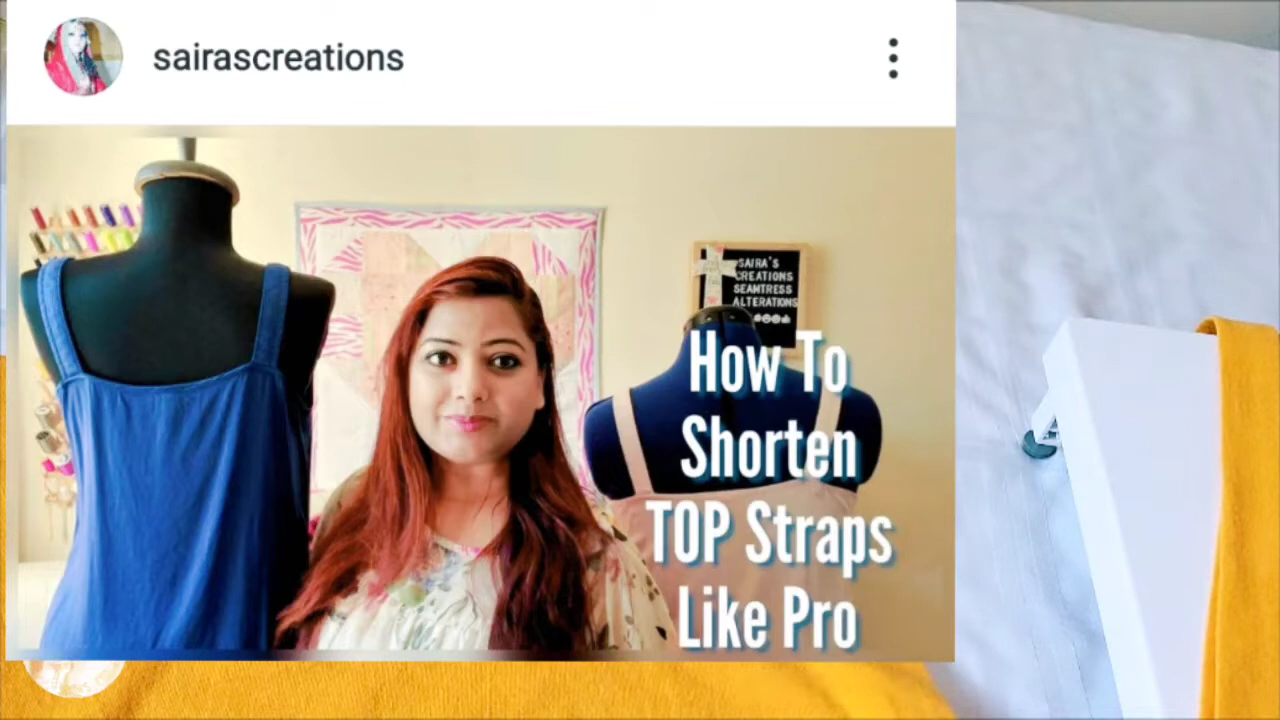 sairascreations
SAIRA'S
CREATIONS
SEAMTRESS
ALTERATIONS
How To
Shorten
TOP Straps
Like Pro